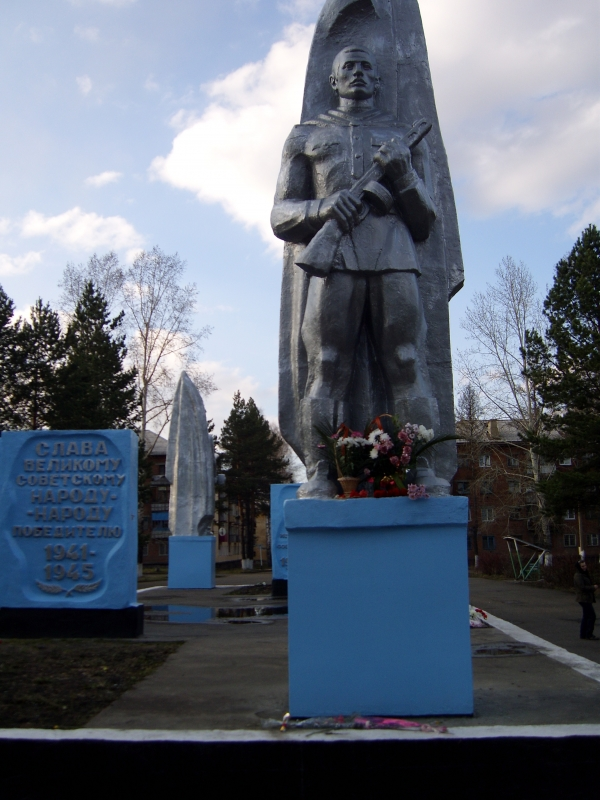 СЛАВА
ВЕЛИКОМУ
СОВЕТСКОМУ
НАРОДУ-
-НАРОДУ
ПОБЕДИТЕЛЮ
1941-
1945